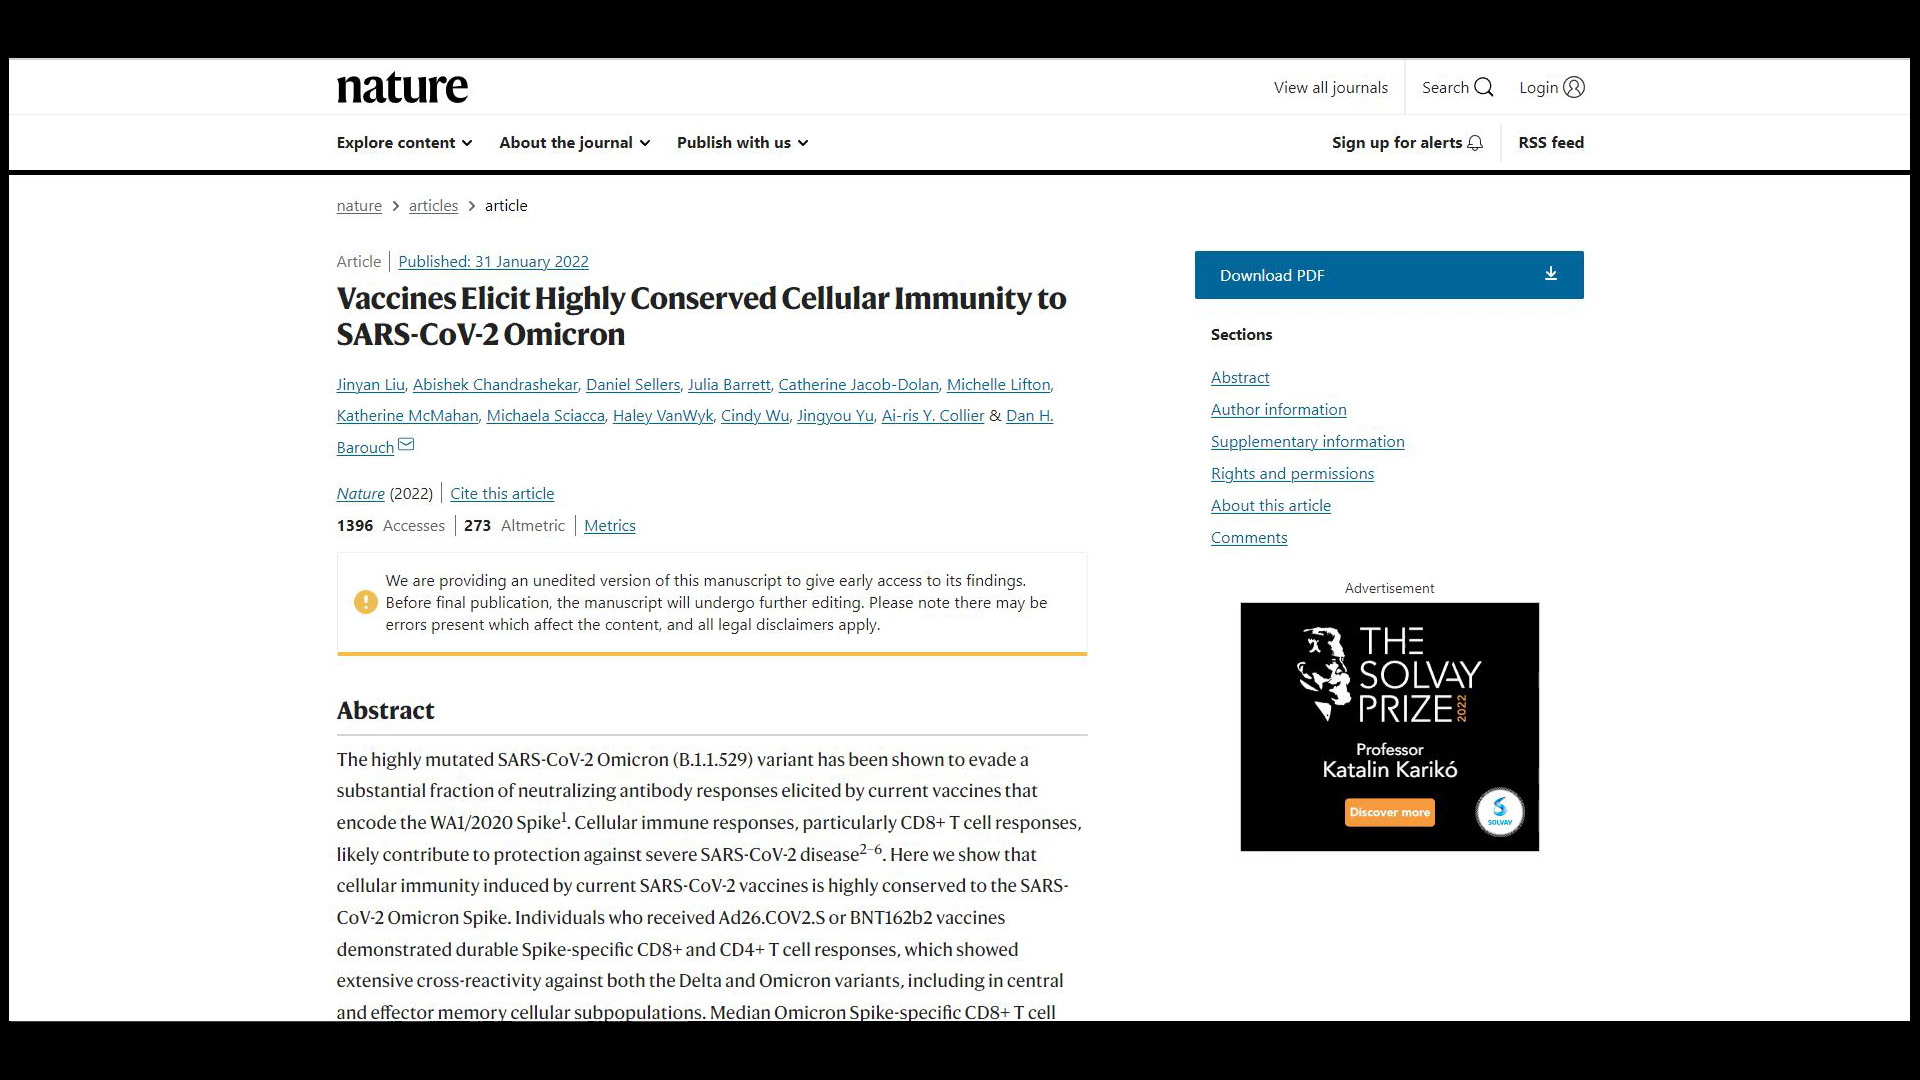 nature
View all journals
Search
Login
Explore content
About the journal
Publish with us
Sign up for alerts
RSS feed
nature > articles > article
Article | Published: 31 January 2022
Vaccines Elicit Highly Conserved Cellular Immunity to
SARS-CoV-2 Omicron
Jinyan Liu, Abishek Chandrashekar, Daniel Sellers, Julia Barrett, Catherine Jacob-Dolan, Michelle Lifton,
Katherine McMahan, Michaela Sciacca, Haley VanWyk, Cindy Wu, Jingyou Yu, Ai-ris Y. Collier & Dan H.
Barouch
Nature (2022) | Cite this article
1396 Accesses | 273 Altmetric | Metrics
We are providing an unedited version of this manuscript to give early access to its findings.
Before final publication, the manuscript will undergo further editing. Please note there may be
errors present which affect the content, and all legal disclaimers apply.
Abstract
The highly mutated SARS-CoV-2 Omicron (B.1.1.529) variant has been shown to evade a
substantial fraction of neutralizing antibody responses elicited by current vaccines that
encode the WA1/2020 Spike1. Cellular immune responses, particularly CD8+ T cell responses,
likely contribute to protection against severe SARS-CoV-2 disease2–6. Here we show that
cellular immunity induced by current SARS-CoV-2 vaccines is highly conserved to the SARS-
CoV-2 Omicron Spike. Individuals who received Ad26.COV2.S or BNT162b2 vaccines
demonstrated durable Spike-specific CD8+ and CD4+ T cell responses, which showed
extensive cross-reactivity against both the Delta and Omicron variants, including in central
and effector memory cellular subpopulations. Median Omicron Spike-specific CD8+ T cell
Download PDF
Sections
Abstract
Author information
Supplementary information
Rights and permissions
About this article
Comments
Advertisement
THE
SOLVAY
PRIZE 2022
Professor
Katalin Karikó
Discover more
SOLVAY